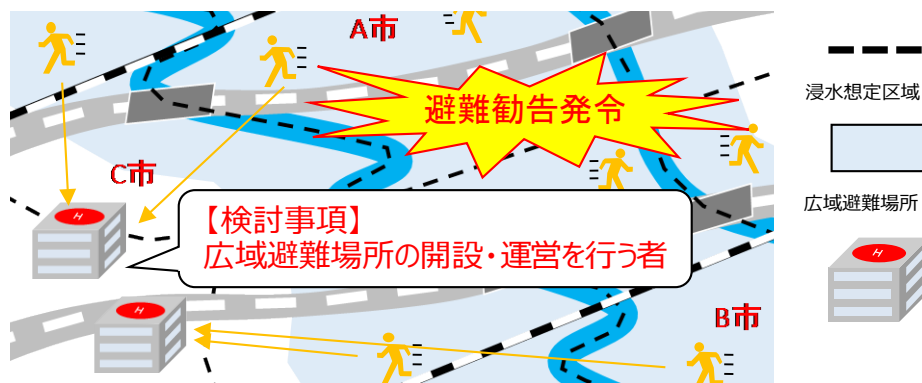 A市
避難勧告発令
浸水想定区域
C市
広域避難場所
【検討事項】
広域避難場所の開設・運営を行う者
H
H
H
B市